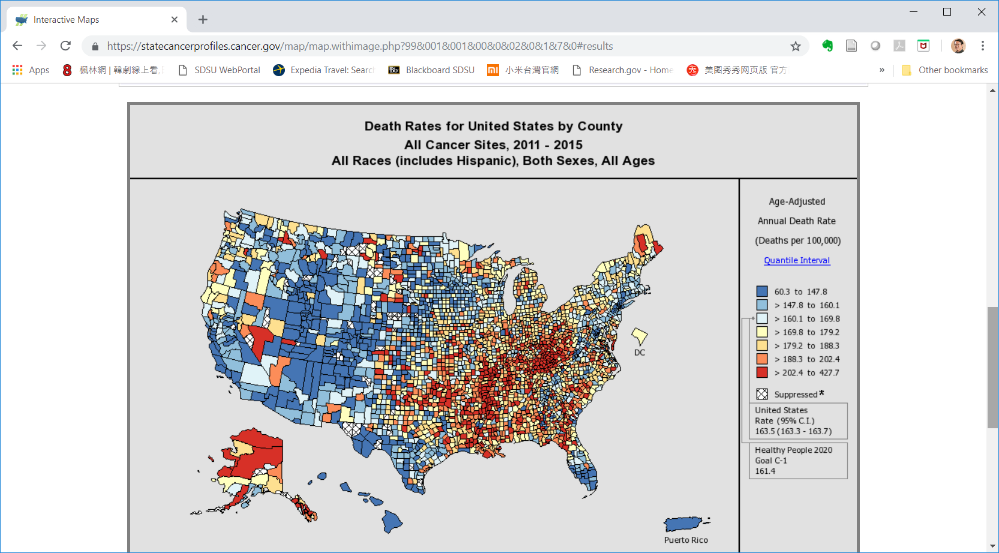 Interactive Maps
https://statecancerprofiles.cancer.gov/map/map.withimage.php?99&001&001&00&0&02&0&1&7&0#results
Apps
8
楓林網 | 韓劇線上看,
SDSU WebPortal
Expedia Travel: Searc
Bb
Blackboard SDSU
mi
小米台灣官網
Research.gov - Home
秀
美图秀秀网页版 官方
»
Other bookmarks
Death Rates for United States by County
All Cancer Sites, 2011 - 2015
All Races (includes Hispanic), Both Sexes, All Ages
DC
Puerto Rico
Age-Adjusted
Annual Death Rate
(Deaths per 100,000)
Quantile Interval
60.3 to 147.8
> 147.8 to 160.1
> 160.1 to 169.8
> 169.8 to 179.2
> 179.2 to 188.3
> 188.3 to 202.4
> 202.4 to 427.7
Suppressed*
United States
Rate (95% C.I.)
163.5 (163.3 - 163.7)
Healthy People 2020
Goal C-1
161.4